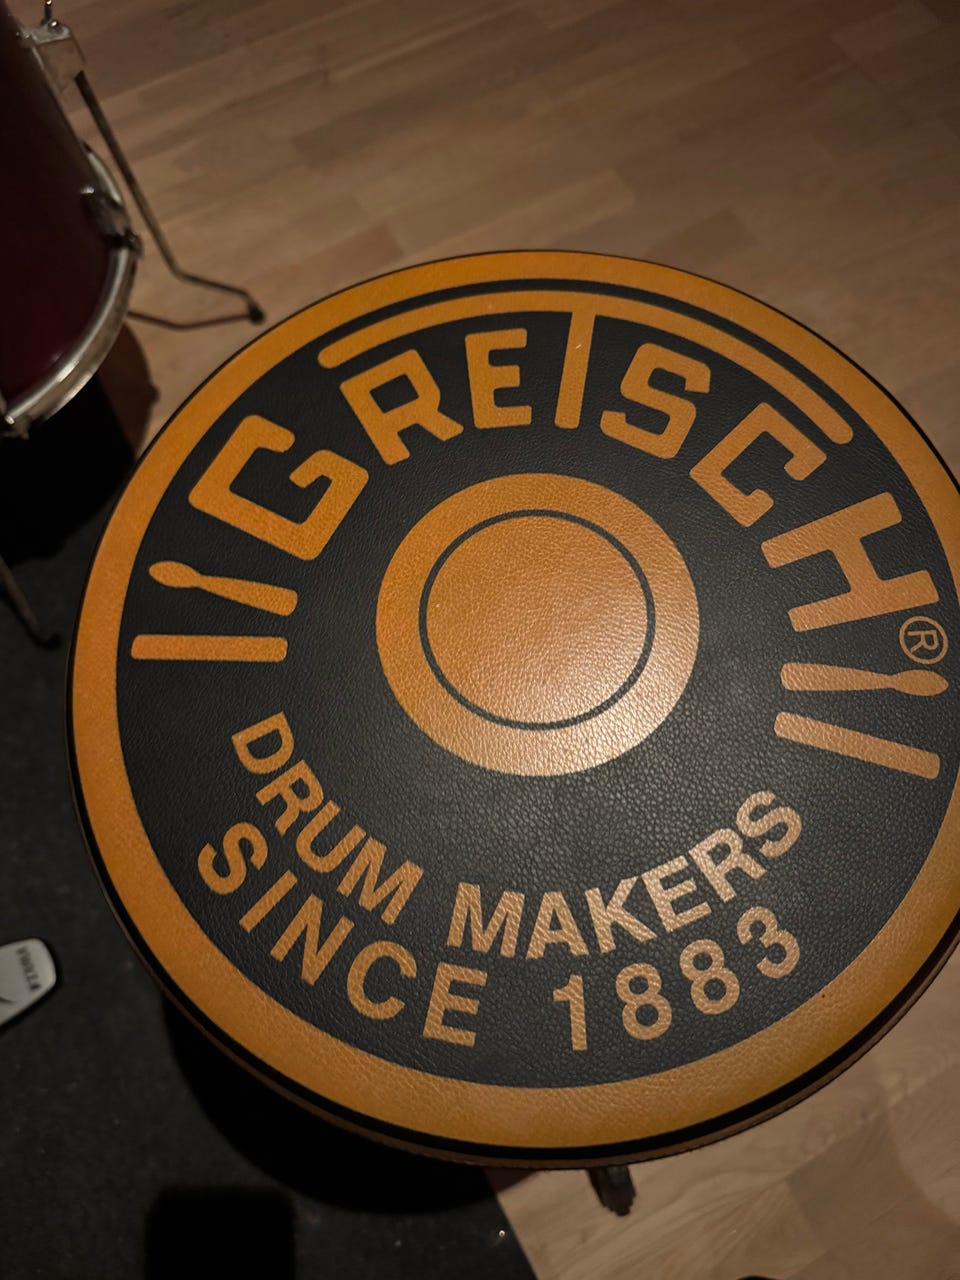 GRETSCH®
DRUM MAKERS
SINCE 1883